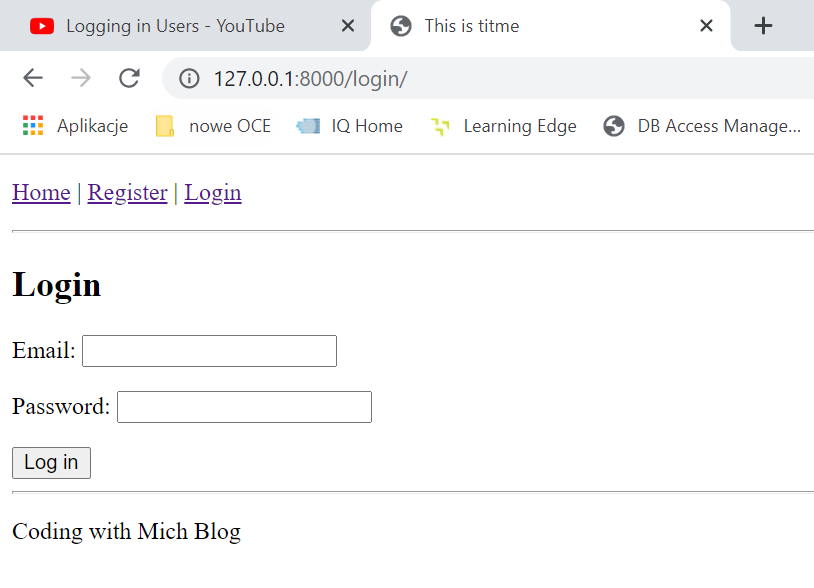 Logging in Users - YouTube
This is titme
127.0.0.1:8000/login/
Aplikacje nowe OCE IQ Home Learning Edge DB Access Manage...
Home | Register | Login
Login
Email:
Password:
Log in
Coding with Mich Blog